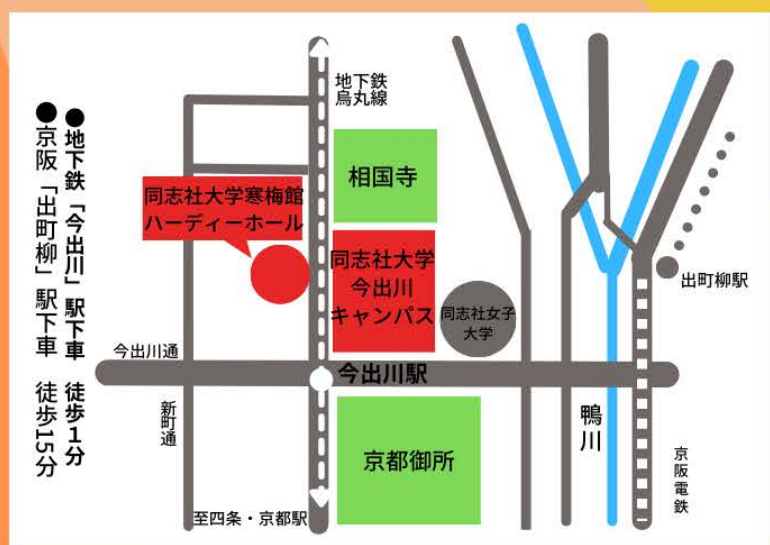 ●地下鉄「今出川」駅下車 徒歩1分
●京阪「出町柳」駅下車 徒歩15分
地下鉄
烏丸線
相国寺
同志社大学寒梅館
ハーディーホール
同志社大学
今出川
キャンパス
同志社女子
大学
出町柳駅
今出川通
今出川駅
新町通
京都御所
鴨川
京阪電鉄
至四条・京都駅